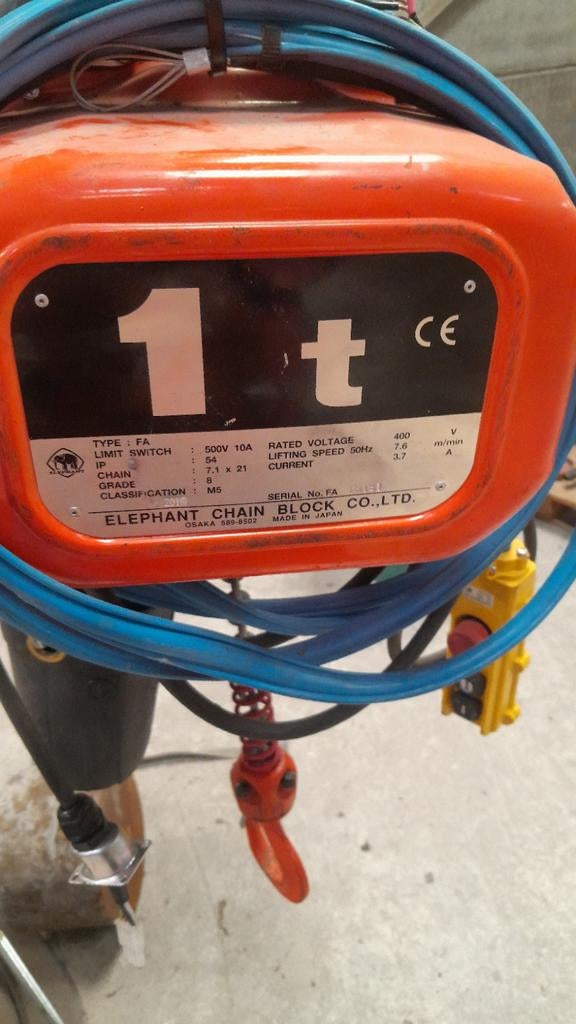 1 t
CE
TYPE : FA
LIMIT SWITCH : 500V 10A
IP : 54
CHAIN : 7.1 x 21
GRADE : 8
CLASSIFICATION : M5
RATED VOLTAGE 400 V
LIFTING SPEED 50Hz 7.6 m/min
CURRENT 3.7 A
ELEPHANT
SERIAL No. FA
ELEPHANT CHAIN BLOCK CO., LTD.
OSAKA 589-8502 MADE IN JAPAN